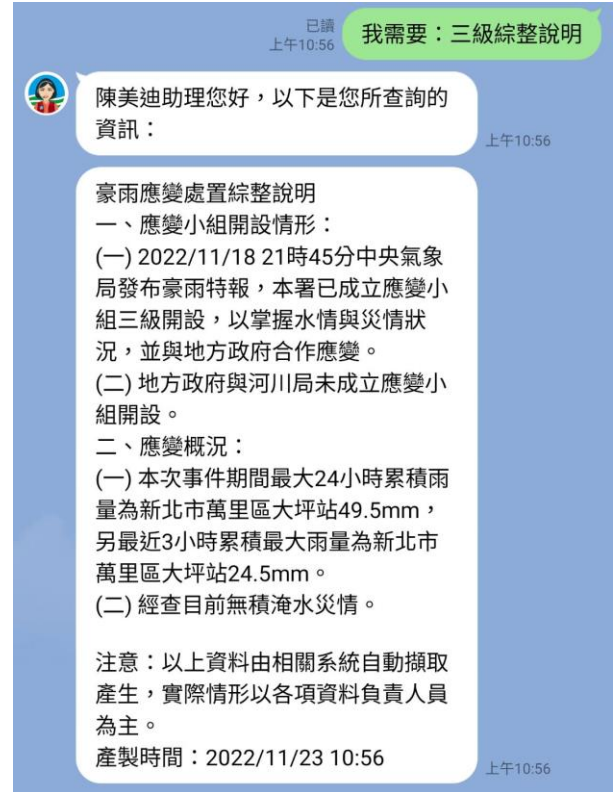 已讀
上午10:56
我需要：三級綜整說明
陳美迪助理您好，以下是您所查詢的
資訊：
上午10:56
豪雨應變處置綜整說明
一、應變小組開設情形：
(一) 2022/11/18 21時45分中央氣象
局發布豪雨特報，本署已成立應變小
組三級開設，以掌握水情與災情狀
況，並與地方政府合作應變。
(二) 地方政府與河川局未成立應變小
組開設。
二、應變概況：
(一) 本次事件期間最大24小時累積雨
量為新北市萬里區大坪站49.5mm，
另最近3小時累積最大雨量為新北市
萬里區大坪站24.5mm。
(二) 經查目前無積淹水災情。
注意：以上資料由相關系統自動擷取
產生，實際情形以各項資料負責人員
為主。
產製時間：2022/11/23 10:56
上午10:56